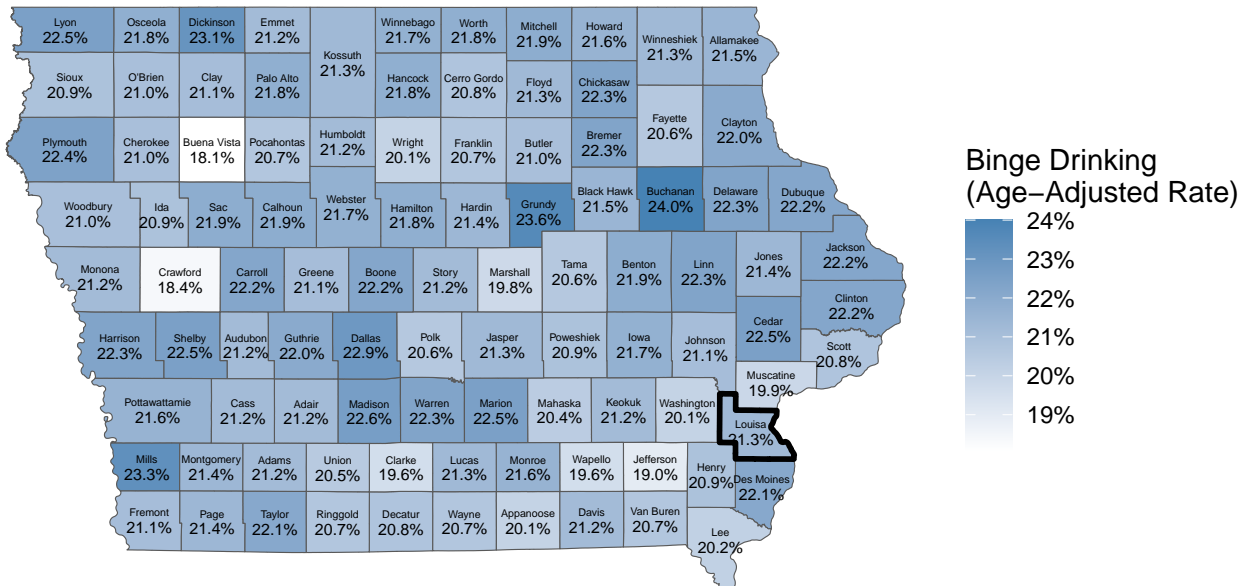 Lyon
22.5%
Osceola
21.8%
Dickinson
23.1%
Emmet
21.2%
Kossuth
21.3%
Winnebago
21.7%
Worth
21.8%
Mitchell
21.9%
Howard
21.6%
Winneshiek
21.3%
Allamakee
21.5%
Sioux
20.9%
O'Brien
21.0%
Clay
21.1%
Palo Alto
21.8%
Hancock
21.8%
Cerro Gordo
20.8%
Floyd
21.3%
Chickasaw
22.3%
Fayette
20.6%
Clayton
22.0%
Plymouth
22.4%
Cherokee
21.0%
Buena Vista
18.1%
Pocahontas
20.7%
Humboldt
21.2%
Wright
20.1%
Franklin
20.7%
Butler
21.0%
Bremer
22.3%
Woodbury
21.0%
Ida
20.9%
Sac
21.9%
Calhoun
21.9%
Webster
21.7%
Hamilton
21.8%
Hardin
21.4%
Grundy
23.6%
Black Hawk
21.5%
Buchanan
24.0%
Delaware
22.3%
Dubuque
22.2%
Monona
21.2%
Crawford
18.4%
Carroll
22.2%
Greene
21.1%
Boone
22.2%
Story
21.2%
Marshall
19.8%
Tama
20.6%
Benton
21.9%
Linn
22.3%
Jones
21.4%
Jackson
22.2%
Clinton
22.2%
Harrison
22.3%
Shelby
22.5%
Audubon
21.2%
Guthrie
22.0%
Dallas
22.9%
Polk
20.6%
Jasper
21.3%
Poweshiek
20.9%
Iowa
21.7%
Johnson
21.1%
Cedar
22.5%
Scott
20.8%
Muscatine
19.9%
Pottawattamie
21.6%
Cass
21.2%
Adair
21.2%
Madison
22.6%
Warren
22.3%
Marion
22.5%
Mahaska
20.4%
Keokuk
21.2%
Washington
20.1%
Louisa
21.3%
Mills
23.3%
Montgomery
21.4%
Adams
21.2%
Union
20.5%
Clarke
19.6%
Lucas
21.3%
Monroe
21.6%
Wapello
19.6%
Jefferson
19.0%
Henry
20.9%
Des Moines
22.1%
Fremont
21.1%
Page
21.4%
Taylor
22.1%
Ringgold
20.7%
Decatur
20.8%
Wayne
20.7%
Appanoose
20.1%
Davis
21.2%
Van Buren
20.7%
Lee
20.2%
Binge Drinking
(Age−Adjusted Rate)
24%
23%
22%
21%
20%
19%